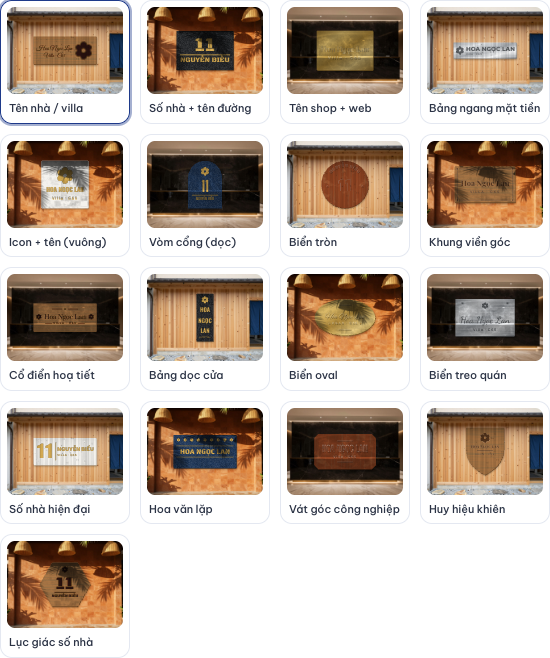 Hoa Ngọc Lan
Tên nhà / villa
11
NGUYỄN BIỂU
Số nhà + tên đường
Tên shop + web
HOA NGỌC LAN
Bảng ngang mặt tiền
HOA NGỌC LAN
Icon + tên (vuông)
11
Vòm cổng (dọc)
Biển tròn
Hoa Ngọc Lan
Khung viền góc
Hoa Ngọc Lan
Cổ điển hoạ tiết
HOA
NGỌC
LAN
Bảng dọc cửa
Biển oval
Hoa Ngọc Lan
Biển treo quán
11 NGUYỄN BIỂU
Số nhà hiện đại
HOA NGỌC LAN
Hoa văn lặp
Vát góc công nghiệp
Huy hiệu khiên
11
NGUYỄN BIỂU
Lục giác số nhà